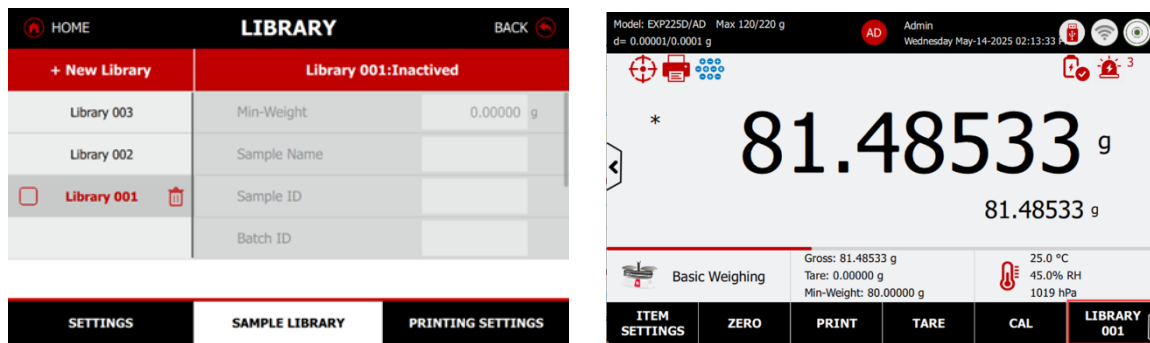 HOME
LIBRARY
BACK
+ New Library
Library 001:Inactived
Library 003
Min-Weight
0.00000 g
Library 002
Sample Name
Library 001
Sample ID
Batch ID
SETTINGS
SAMPLE LIBRARY
PRINTING SETTINGS
Model: EXP225D/AD Max 120/220 g
d= 0.00001/0.0001 g
AD
Admin
Wednesday May-14-2025 02:13:33
3
*
81.48533 g
81.48533 g
Basic Weighing
Gross: 81.48533 g
Tare: 0.00000 g
Min-Weight: 80.00000 g
25.0 °C
45.0% RH
1019 hPa
ITEM SETTINGS
ZERO
PRINT
TARE
CAL
LIBRARY 001